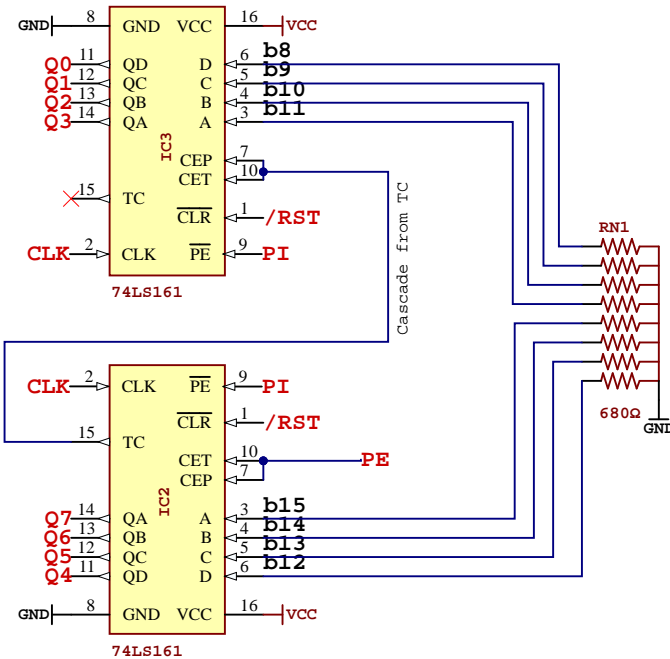 GND 8 GND VCC 16 VCC
Q0 11 QD D 6 b8
Q1 12 QC C 5 b9
Q2 13 QB B 4 b10
Q3 14 QA A 3 b11
IC3
CEP 7
CET 10
15 TC
CLR 1 /RST
CLK 2 CLK PE 9 PI
74LS161
Cascade from TC
RN1
680Ω
GND
CLK 2 CLK PE 9 PI
CLR 1 /RST
15 TC
CET 10 PE
CEP 7
IC2
Q7 14 QA A 3 b15
Q6 13 QB B 4 b14
Q5 12 QC C 5 b13
Q4 11 QD D 6 b12
GND 8 GND VCC 16 VCC
74LS161